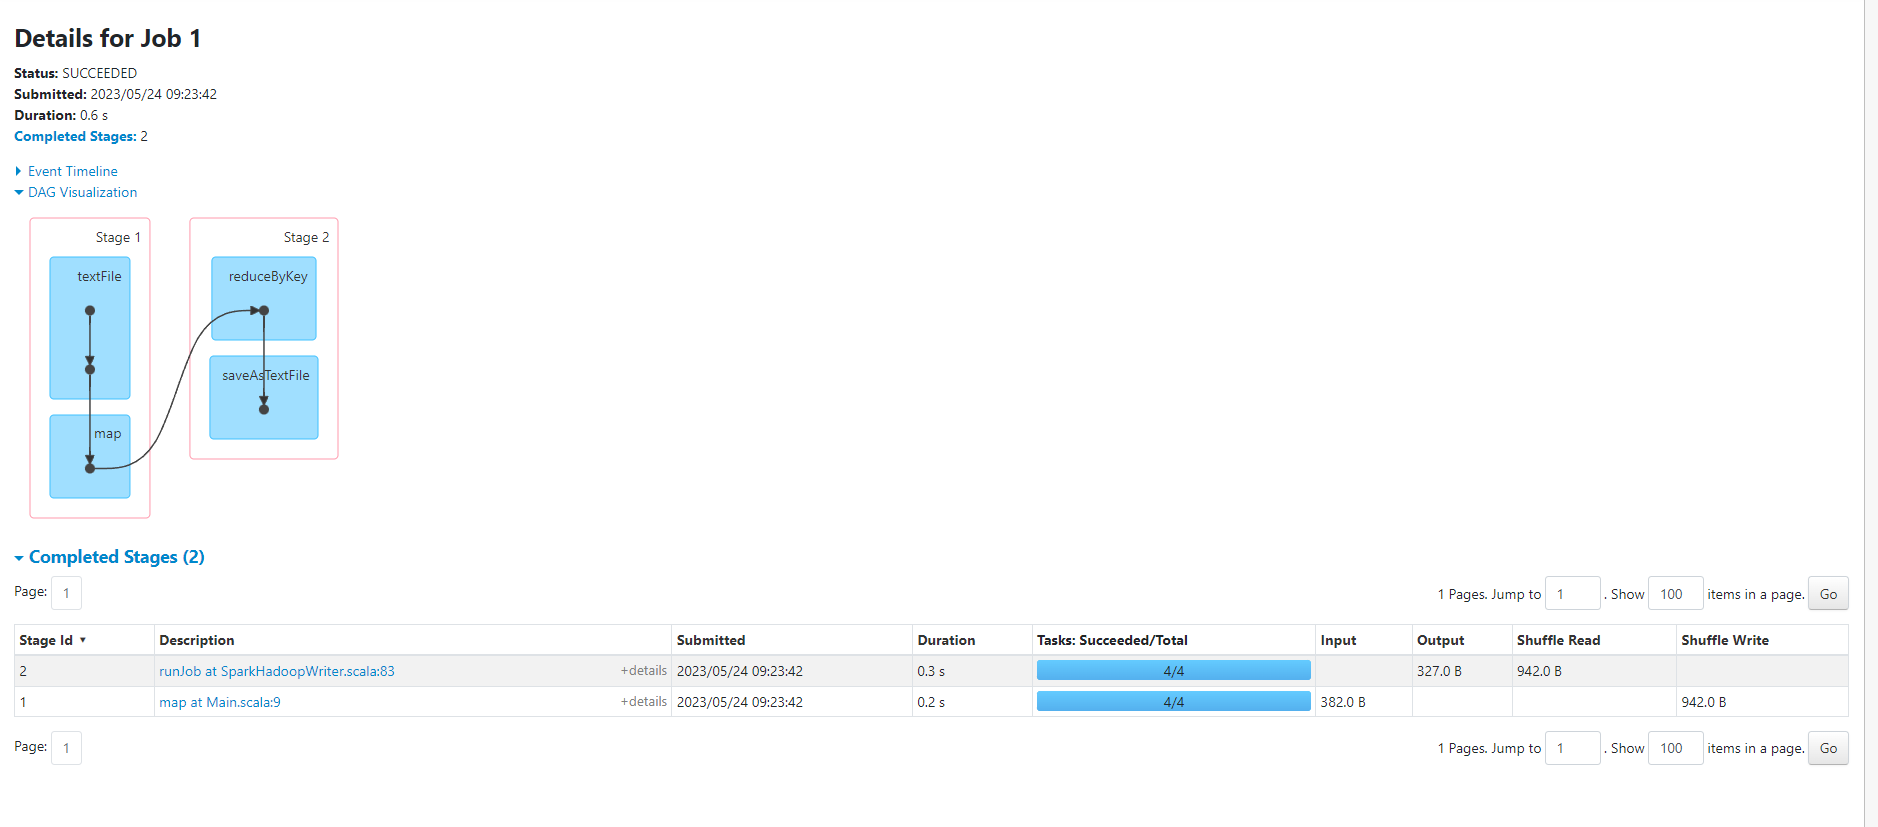 Details for Job 1
Status: SUCCEEDED
Submitted: 2023/05/24 09:23:42
Duration: 0.6 s
Completed Stages: 2
Event Timeline
DAG Visualization
Stage 1
textFile
map
Stage 2
reduceByKey
saveAsTextFile
Completed Stages (2)
Page: 1
1 Pages. Jump to 1 . Show 100 items in a page. Go
Stage Id ▾ Description Submitted Duration Tasks: Succeeded/Total Input Output Shuffle Read Shuffle Write
2 runJob at SparkHadoopWriter.scala:83 +details 2023/05/24 09:23:42 0.3 s 4/4 327.0 B 942.0 B
1 map at Main.scala:9 +details 2023/05/24 09:23:42 0.2 s 4/4 382.0 B 942.0 B
Page: 1
1 Pages. Jump to 1 . Show 100 items in a page. Go